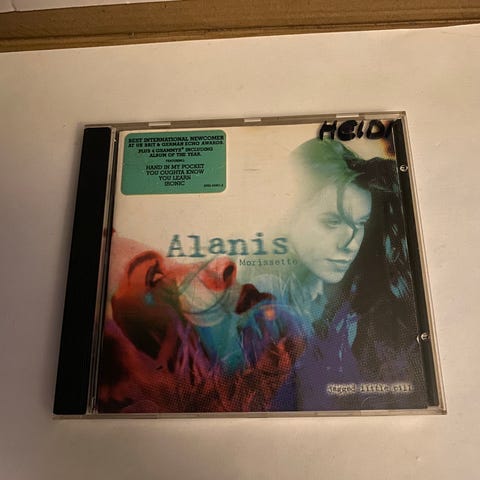 BEST INTERNATIONAL NEWCOMER
AT UK BRIT & GERMAN ECHO AWARDS.
PLUS 4 GRAMMYS® INCLUDING
ALBUM OF THE YEAR.
FEATURING:
HAND IN MY POCKET
YOU OUGHTA KNOW
YOU LEARN
IRONIC
HEIDI
Alanis
Morissette
jagged little pill